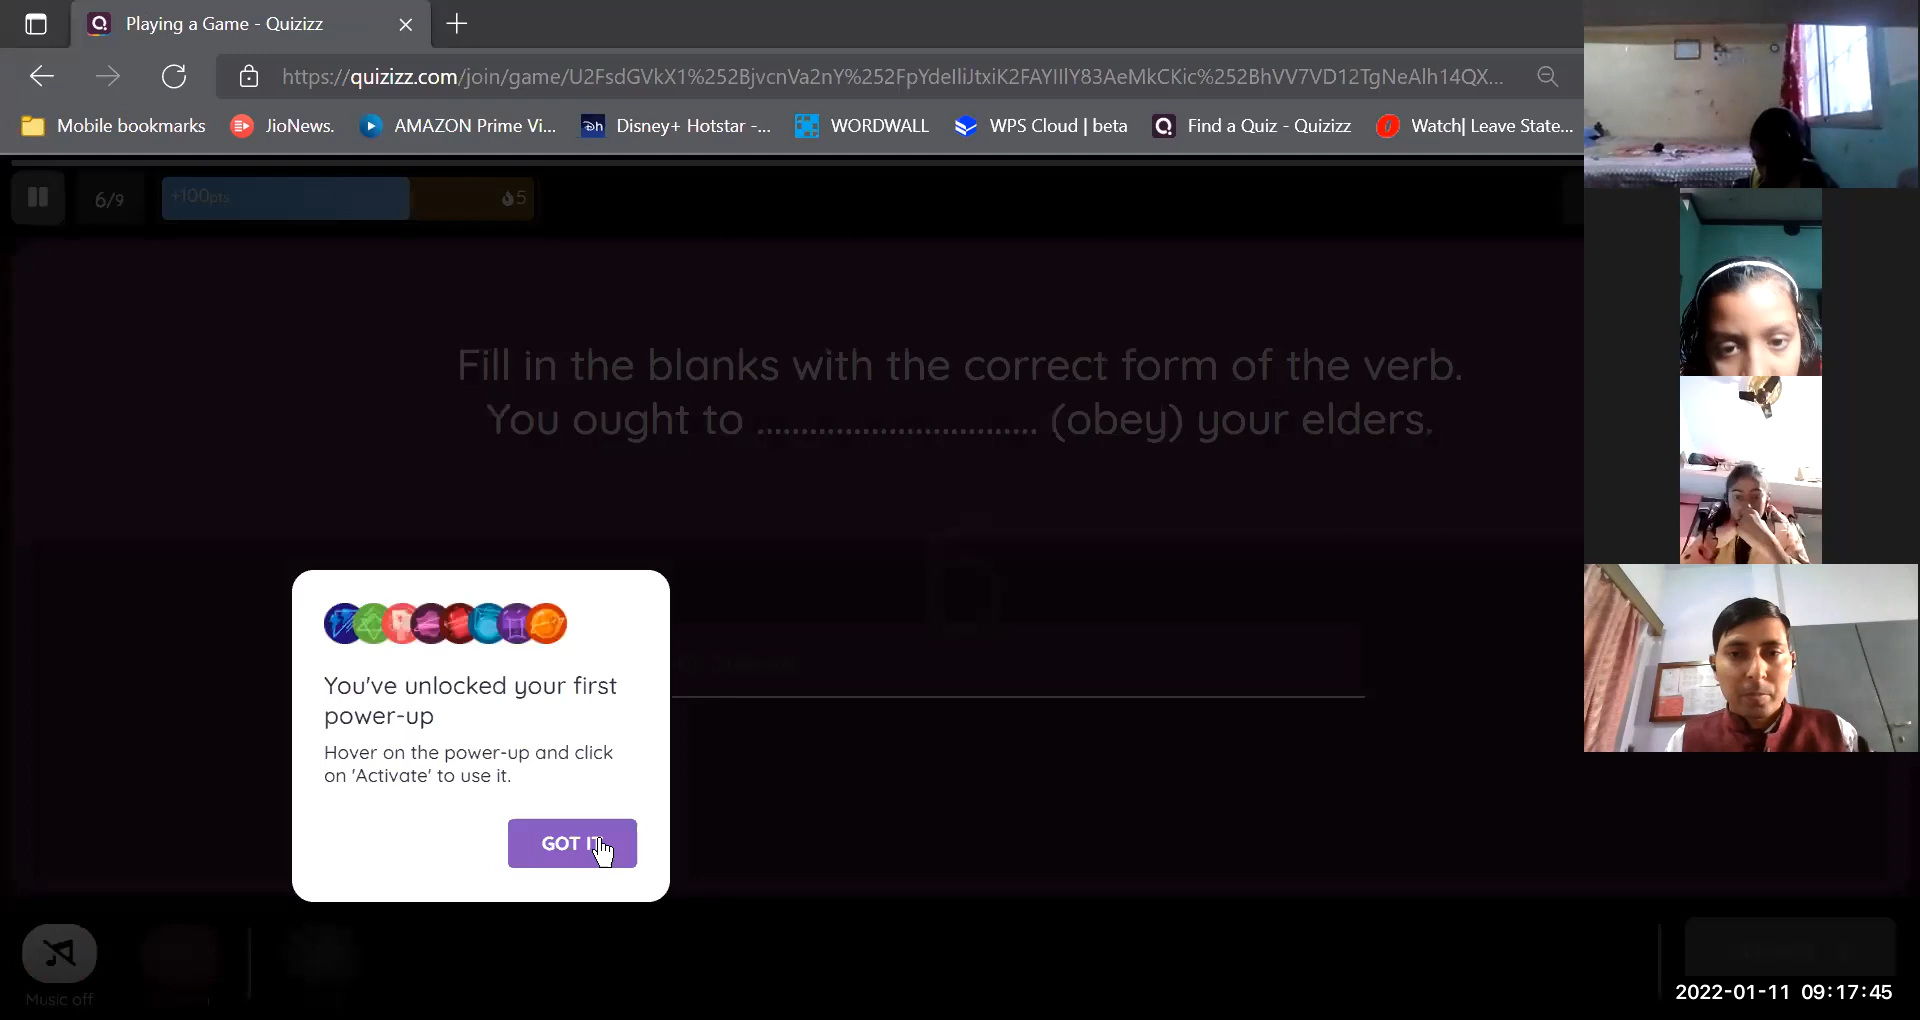 Playing a Game - Quizizz
https://quizizz.com/join/game/U2FsdGVkX1%252BjvcnVa2nY%252FpYdeIliJtxiK2FAYIIlY83AeMkCKic%252BhVV7VD12TgNeAlh14QX...
Mobile bookmarks JioNews. AMAZON Prime Vi... Disney+ Hotstar -... WORDWALL WPS Cloud | beta Find a Quiz - Quizizz Watch| Leave State...
6/9 +100pts. 5
Fill in the blanks with the correct form of the verb.
You ought to ................................ (obey) your elders.
You've unlocked your first
power-up
Hover on the power-up and click
on 'Activate' to use it.
GOT IT
Music off
2022-01-11 09:17:45